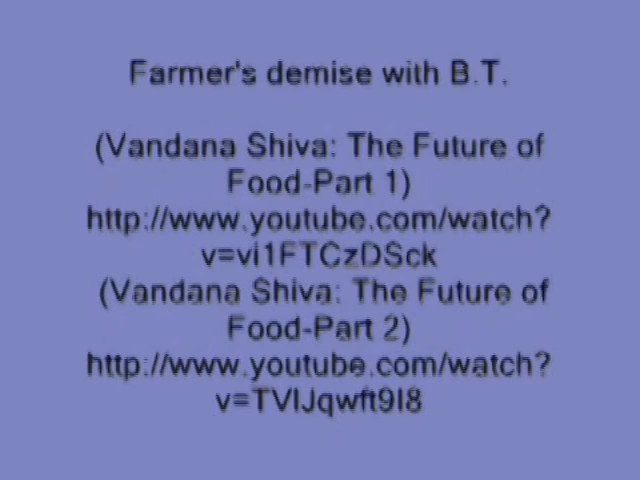 Farmer's demise with B.T.
(Vandana Shiva: The Future of
Food-Part 1)
http://www.youtube.com/watch?
v=vi1FTCzDSck
(Vandana Shiva: The Future of
Food-Part 2)
http://www.youtube.com/watch?
v=TVIJqwft9I8